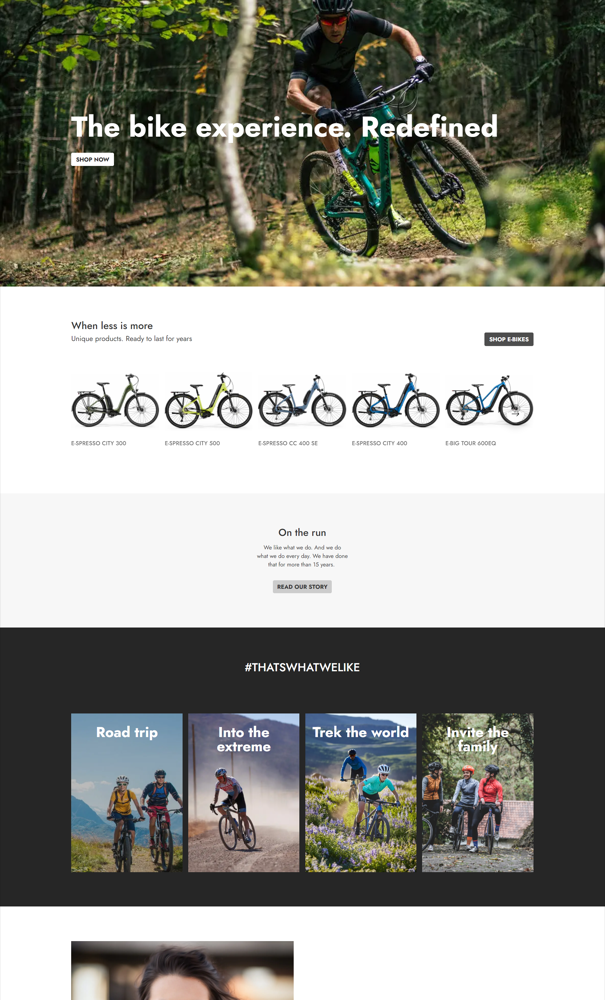 The bike experience. Redefined
SHOP NOW
When less is more
Unique products. Ready to last for years
SHOP E-BIKES
E-SPRESSO CITY 300
E-SPRESSO CITY 500
E-SPRESSO CC 400 SE
E-SPRESSO CITY 400
E-BIG TOUR 600EQ
On the run
We like what we do. And we do
what we do every day. We have done
that for more than 15 years.
READ OUR STORY
#THATSWHATWELIKE
Road trip
Into the
extreme
Trek the world
Invite the
family